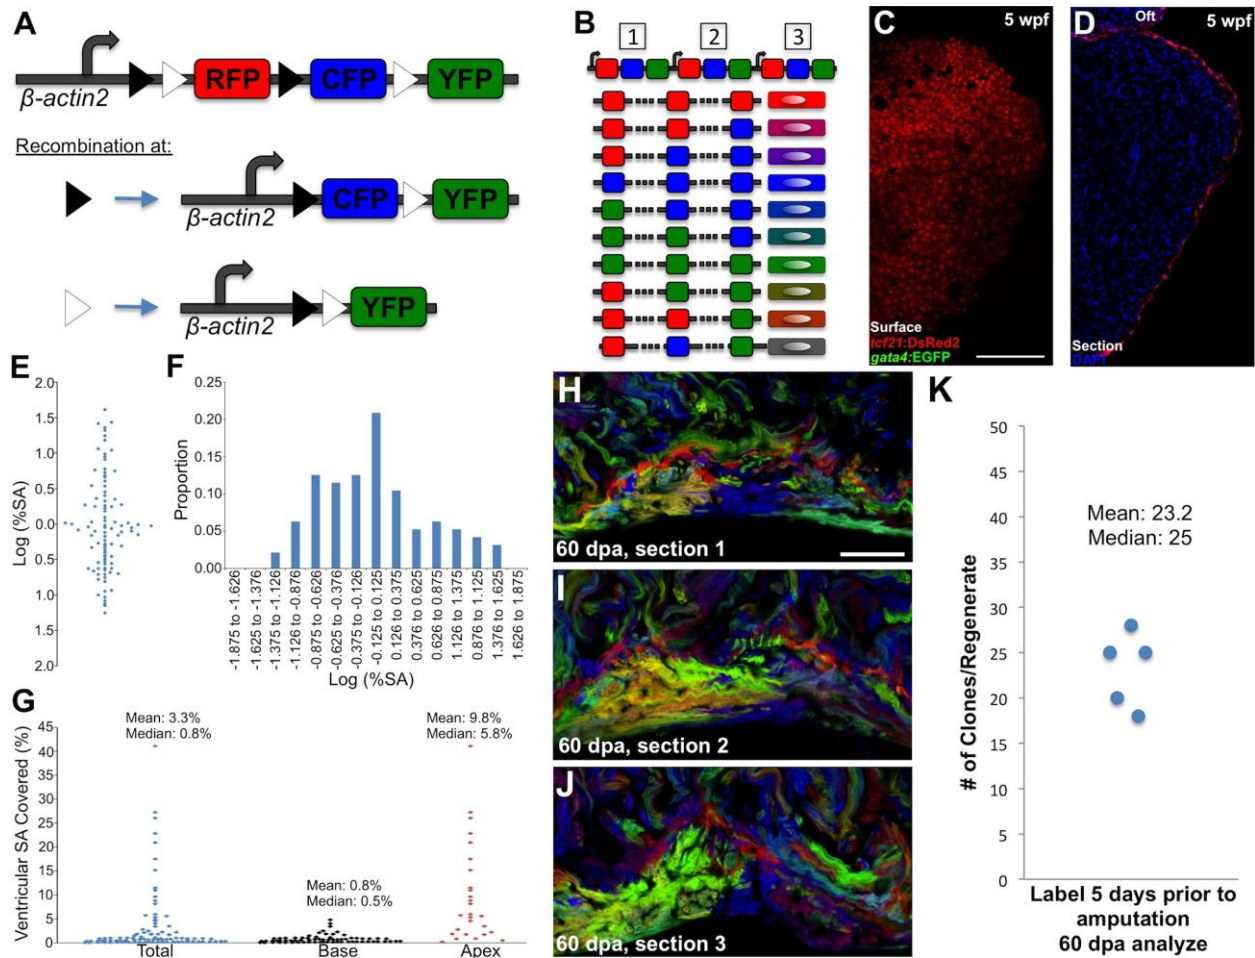 A
RFP
CFP
YFP
β-actin2
Recombination at:
CFP
YFP
β-actin2
YFP
β-actin2
B
1
2
3
C
5 wpf
Surface
tcf21:DsRed2
gata4:EGFP
D
Oft
5 wpf
Section
DAPI
E
2.0
1.5
1.0
0.5
0.0
0.5
1.0
1.5
2.0
Log (%SA)
F
0.25
0.20
0.15
0.10
0.05
0.00
Proportion
-1.875 to -1.626
-1.625 to -1.376
-1.375 to -1.126
-1.126 to -0.876
-0.875 to -0.626
-0.625 to -0.376
-0.375 to -0.126
-0.125 to 0.125
0.126 to 0.375
0.376 to 0.625
0.626 to 0.875
1.126 to 1.375
0.876 to 1.125
1.376 to 1.625
1.626 to 1.875
Log (%SA)
G
45
40
35
30
25
20
15
10
5
0
Ventricular SA Covered (%)
Mean: 3.3%
Median: 0.8%
Mean: 0.8%
Median: 0.5%
Mean: 9.8%
Median: 5.8%
Total
Base
Apex
H
60 dpa, section 1
I
60 dpa, section 2
J
60 dpa, section 3
K
50
45
40
35
30
25
20
15
10
5
0
# of Clones/Regenerate
Mean: 23.2
Median: 25
Label 5 days prior to
amputation
60 dpa analyze